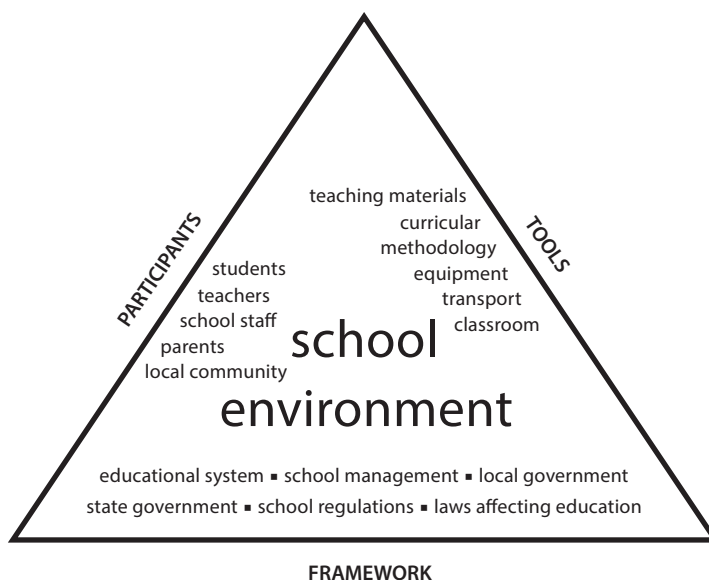 PARTICIPANTS
TOOLS
teaching materials
curricular
methodology
equipment
transport
classroom
students
teachers
school staff
parents
local community
school
environment
educational system ▪ school management ▪ local government
state government ▪ school regulations ▪ laws affecting education
FRAMEWORK